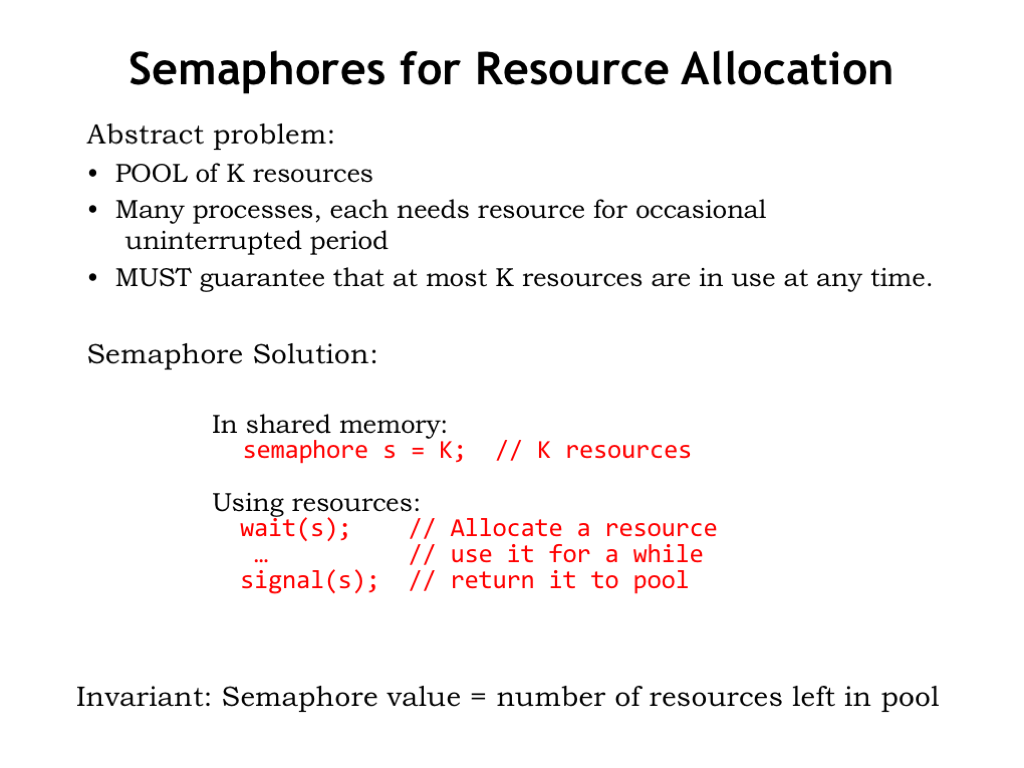 Semaphores for Resource Allocation
Abstract problem:
• POOL of K resources
• Many processes, each needs resource for occasional
uninterrupted period
• MUST guarantee that at most K resources are in use at any time.
Semaphore Solution:
In shared memory:
semaphore s = K;  // K resources
Using resources:
wait(s);    // Allocate a resource
…          // use it for a while
signal(s);  // return it to pool
Invariant: Semaphore value = number of resources left in pool